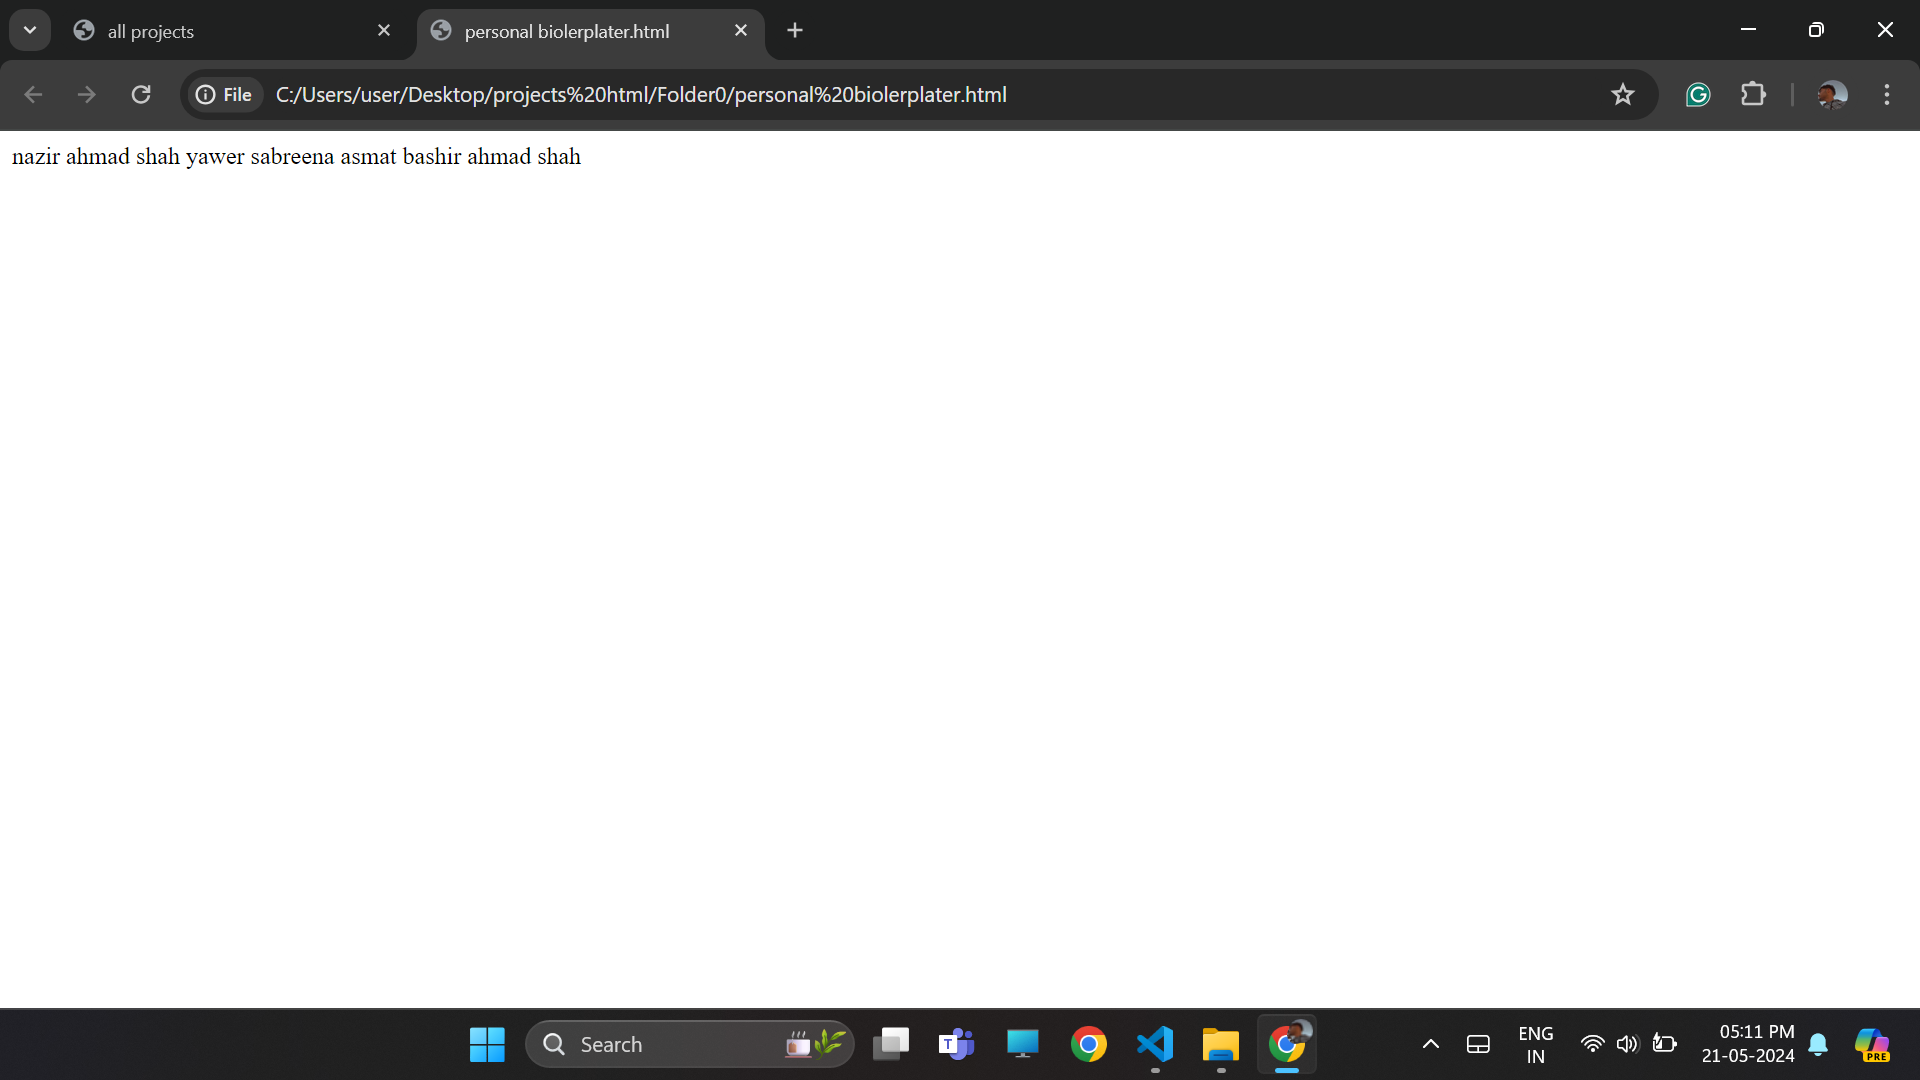 all projects
personal biolerplater.html
File
C:/Users/user/Desktop/projects%20html/Folder0/personal%20biolerplater.html
nazir ahmad shah yawer sabreena asmat bashir ahmad shah
Search
T
ENG
IN
05:11 PM
21-05-2024
PRE